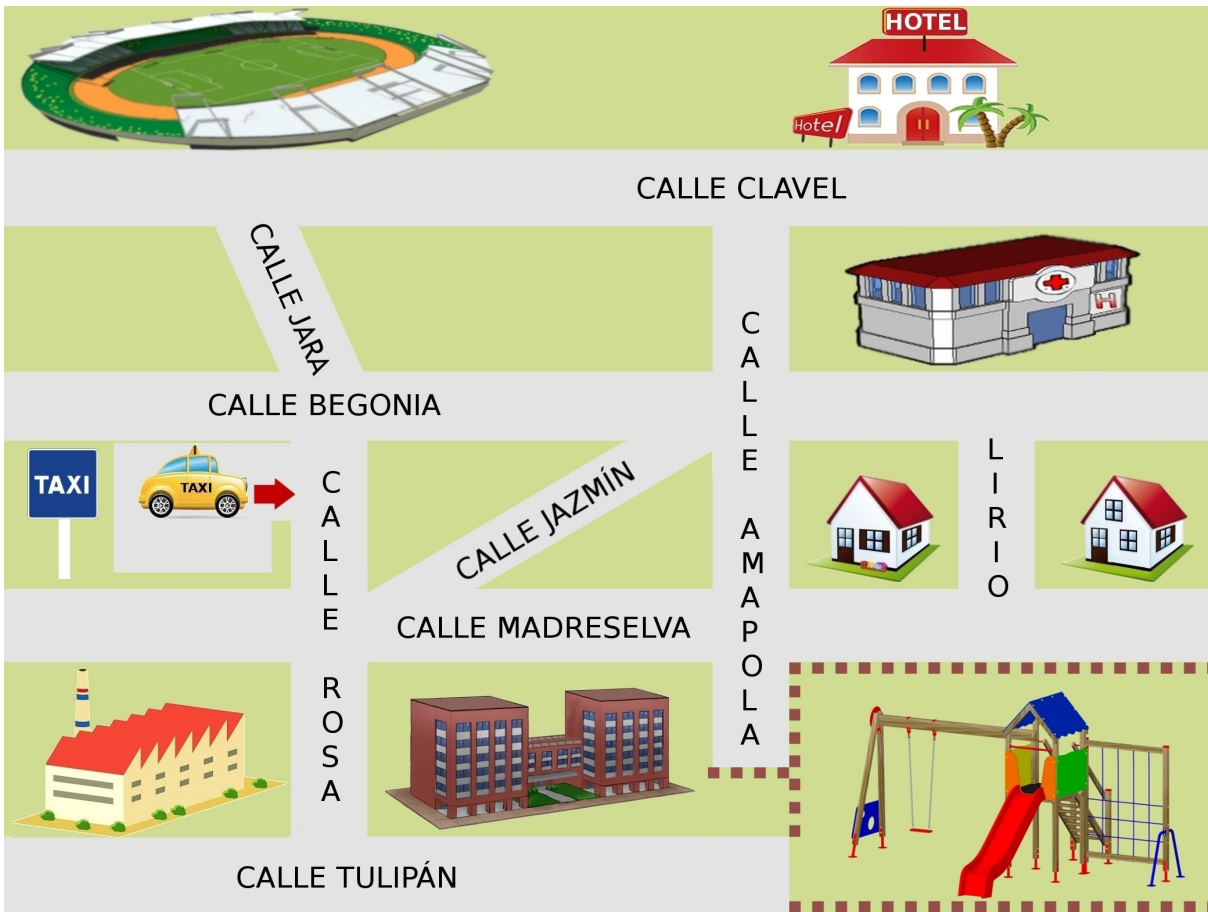 HOTEL
Hotel
CALLE CLAVEL
CALLE JARA
H
CALLE BEGONIA
CALLE AMAPOLA
TAXI
TAXI
CALLE ROSA
CALLE JAZMÍN
LIRIO
CALLE MADRESELVA
CALLE TULIPÁN